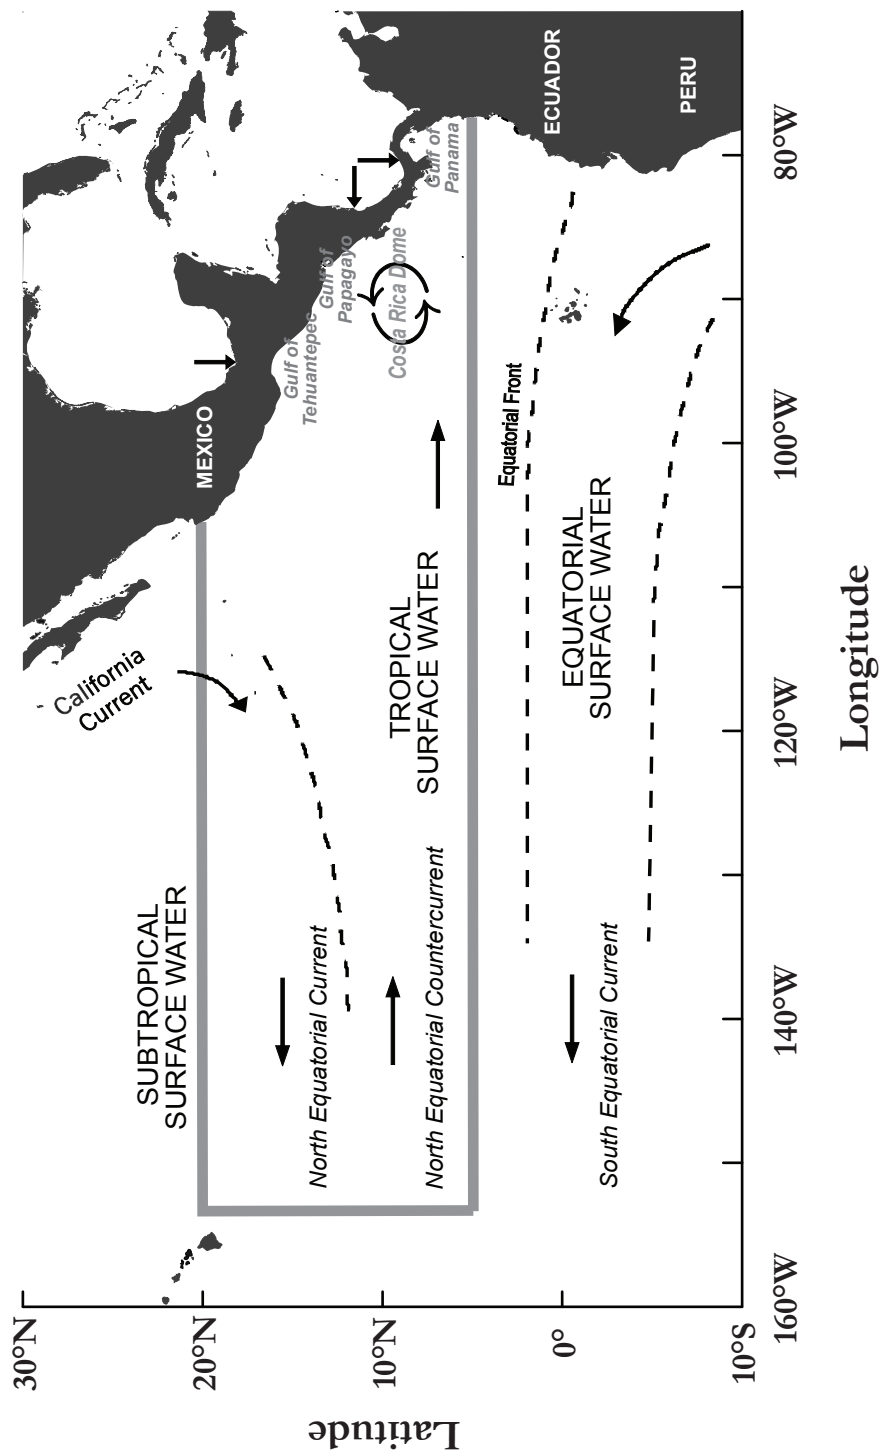 MEXICO
ECUADOR
PERU
Gulf of
Tehuantepec
Gulf of
Papagayo
Gulf of
Panama
Costa Rica Dome
California
Current
SUBTROPICAL
SURFACE WATER
TROPICAL
SURFACE WATER
Equatorial Front
EQUATORIAL
SURFACE WATER
North Equatorial Current
North Equatorial Countercurrent
South Equatorial Current
Latitude
30°N
20°N
10°N
0°
10°S
160°W
140°W
120°W
100°W
80°W
Longitude